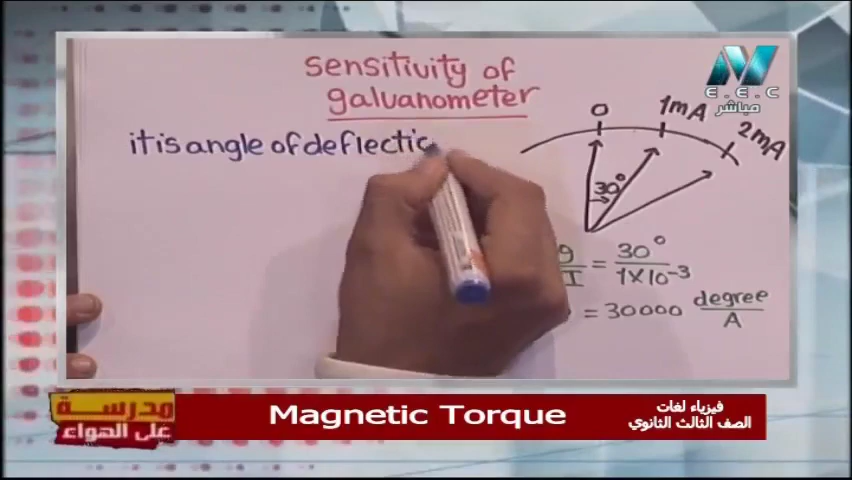 sensitivity of
galvanometer
it is angle of deflectio
0
1mA
2mA
30°
θ/I = 30°/1×10⁻³
= 30000 degree/A
E.E.C
مباشر
مدرسة
على الهواء
Magnetic Torque
فيزياء لغات
الصف الثالث الثانوي